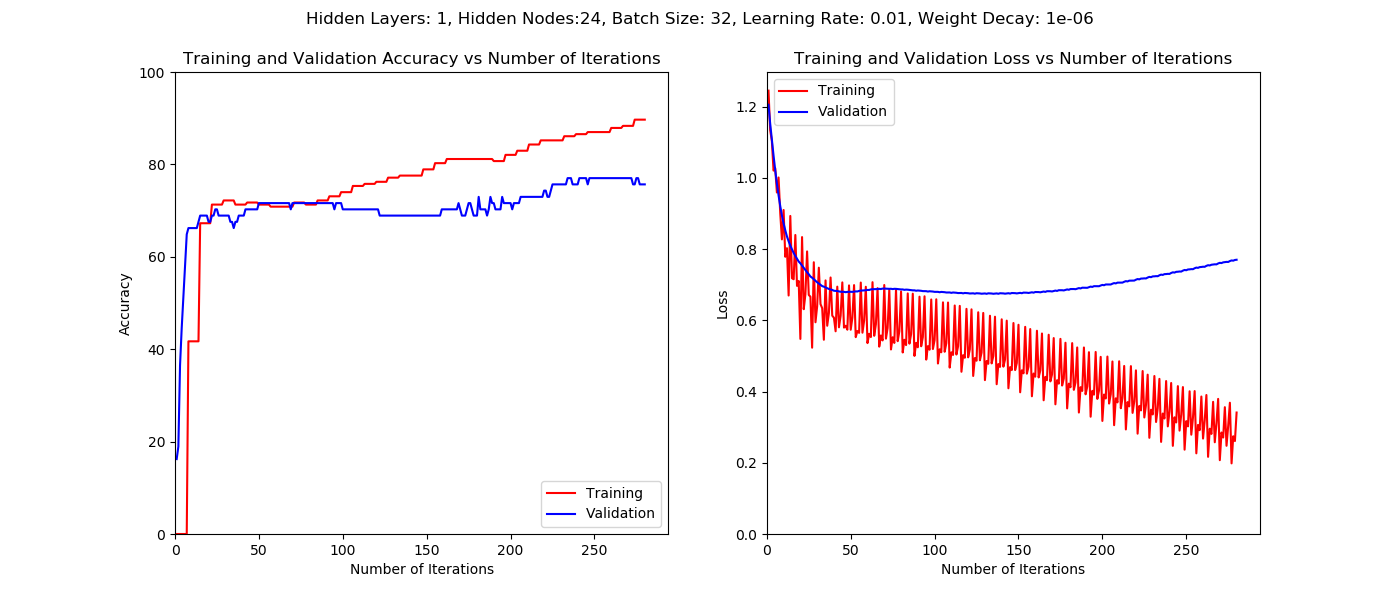 Hidden Layers: 1, Hidden Nodes:24, Batch Size: 32, Learning Rate: 0.01, Weight Decay: 1e-06
Training and Validation Accuracy vs Number of Iterations
100
80
60
40
20
0
Accuracy
0 50 100 150 200 250
Number of Iterations
Training
Validation
Training and Validation Loss vs Number of Iterations
1.2
1.0
0.8
0.6
0.4
0.2
0.0
Loss
0 50 100 150 200 250
Number of Iterations
Training
Validation